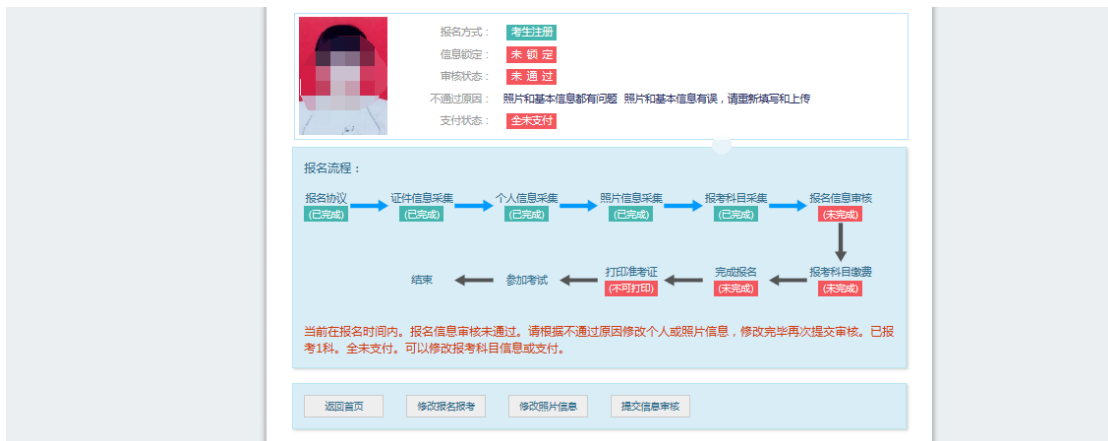 报名方式： 考生注册
信息锁定： 未 锁 定
审核状态： 未 通 过
不通过原因： 照片和基本信息都有问题 照片和基本信息有误，请重新填写和上传
支付状态： 全未支付
报名流程：
报名协议 证件信息采集 个人信息采集 照片信息采集 报考科目采集 报名信息审核
(已完成) (已完成) (已完成) (已完成) (已完成) (未完成)
结束 参加考试 打印准考证 完成报名 报考科目缴费
(不可打印) (未完成) (未完成)
当前在报名时间内。报名信息审核未通过。请根据不通过原因修改个人或照片信息，修改完毕再次提交审核。已报
考1科。全未支付。可以修改报考科目信息或支付。
返回首页 修改报名报考 修改照片信息 提交信息审核